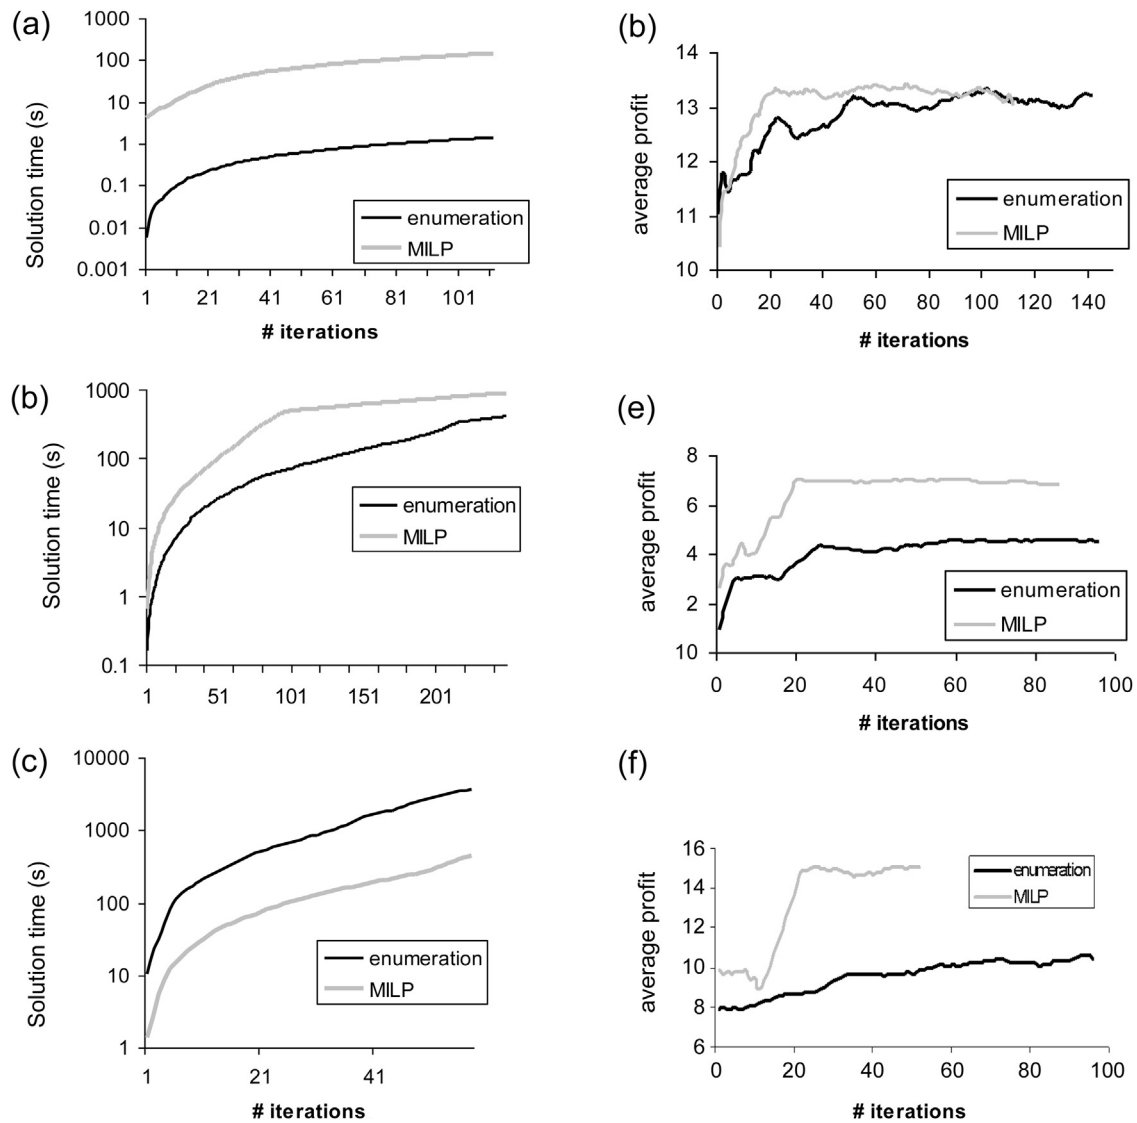 (a)
1000
100
10
1
0.1
0.01
0.001
Solution time (s)
enumeration
MILP
1 21 41 61 81 101
# iterations
(b)
14
13
12
11
10
average profit
enumeration
MILP
0 20 40 60 80 100 120 140
# iterations
(b)
1000
100
10
1
0.1
Solution time (s)
enumeration
MILP
1 51 101 151 201
(e)
8
6
4
2
10
average profit
enumeration
MILP
0 20 40 60 80 100
# iterations
(c)
10000
1000
100
10
1
Solution time (s)
enumeration
MILP
1 21 41
# iterations
(f)
16
14
12
10
8
6
average profit
enumeration
MILP
0 20 40 60 80 100
# iterations